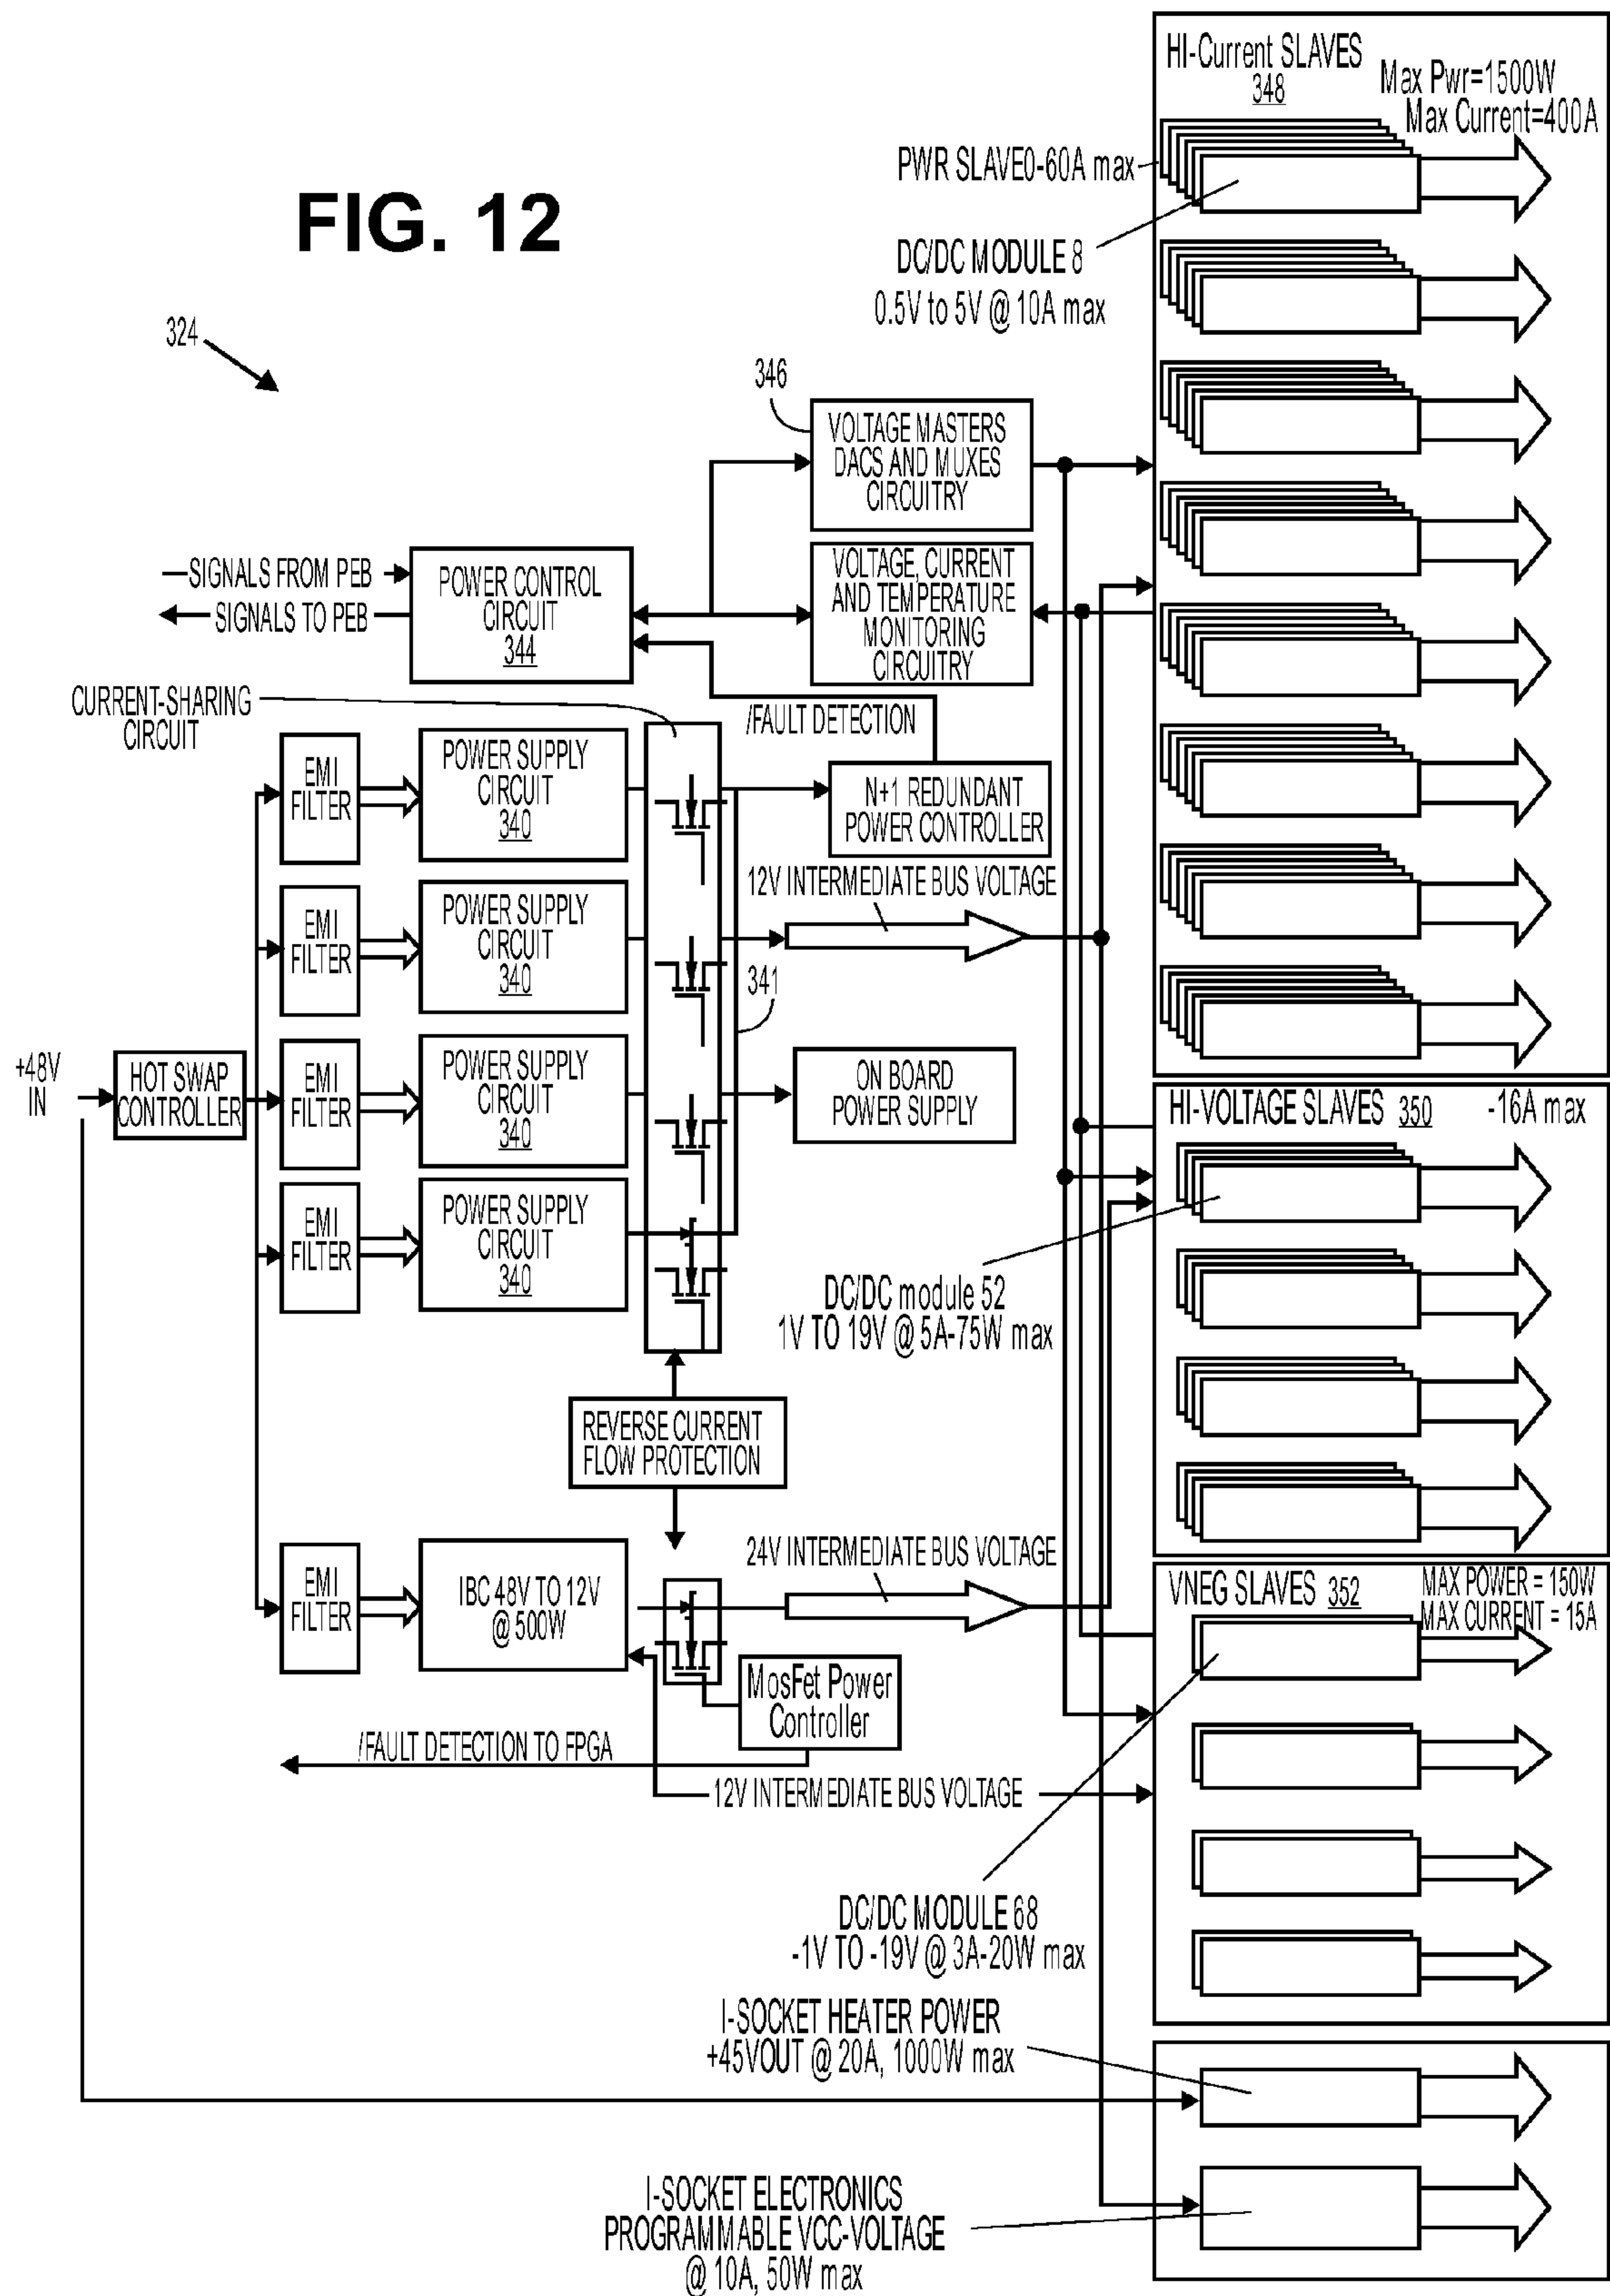 HI-Current SLAVES
348
Max Pwr=1500W
Max Current=400A
PWR SLAVE0-60A max
FIG. 12
DC/DC MODULE 8
0.5V to 5V @ 10A max
324
346
VOLTAGE MASTERS
DACS AND MUXES
CIRCUITRY
SIGNALS FROM PEB
SIGNALS TO PEB
POWER CONTROL
CIRCUIT
344
VOLTAGE, CURRENT
AND TEMPERATURE
MONITORING
CIRCUITRY
CURRENT-SHARING
CIRCUIT
/FAULT DETECTION
EMI
FILTER
POWER SUPPLY
CIRCUIT
340
N+1 REDUNDANT
POWER CONTROLLER
12V INTERMEDIATE BUS VOLTAGE
EMI
FILTER
POWER SUPPLY
CIRCUIT
340
341
+48V
IN
HOT SWAP
CONTROLLER
EMI
FILTER
POWER SUPPLY
CIRCUIT
340
ON BOARD
POWER SUPPLY
HI-VOLTAGE SLAVES 350 -16A max
EMI
FILTER
POWER SUPPLY
CIRCUIT
340
DC/DC module 52
1V TO 19V @ 5A-75W max
REVERSE CURRENT
FLOW PROTECTION
24V INTERMEDIATE BUS VOLTAGE
EMI
FILTER
IBC 48V TO 12V
@ 500W
VNEG SLAVES 352
MAX POWER = 150W
MAX CURRENT = 15A
MosFet Power
Controller
/FAULT DETECTION TO FPGA
12V INTERMEDIATE BUS VOLTAGE
DC/DC MODULE 68
-1V TO -19V @ 3A-20W max
I-SOCKET HEATER POWER
+45VOUT @ 20A, 1000W max
I-SOCKET ELECTRONICS
PROGRAMMABLE VCC-VOLTAGE
@ 10A, 50W max